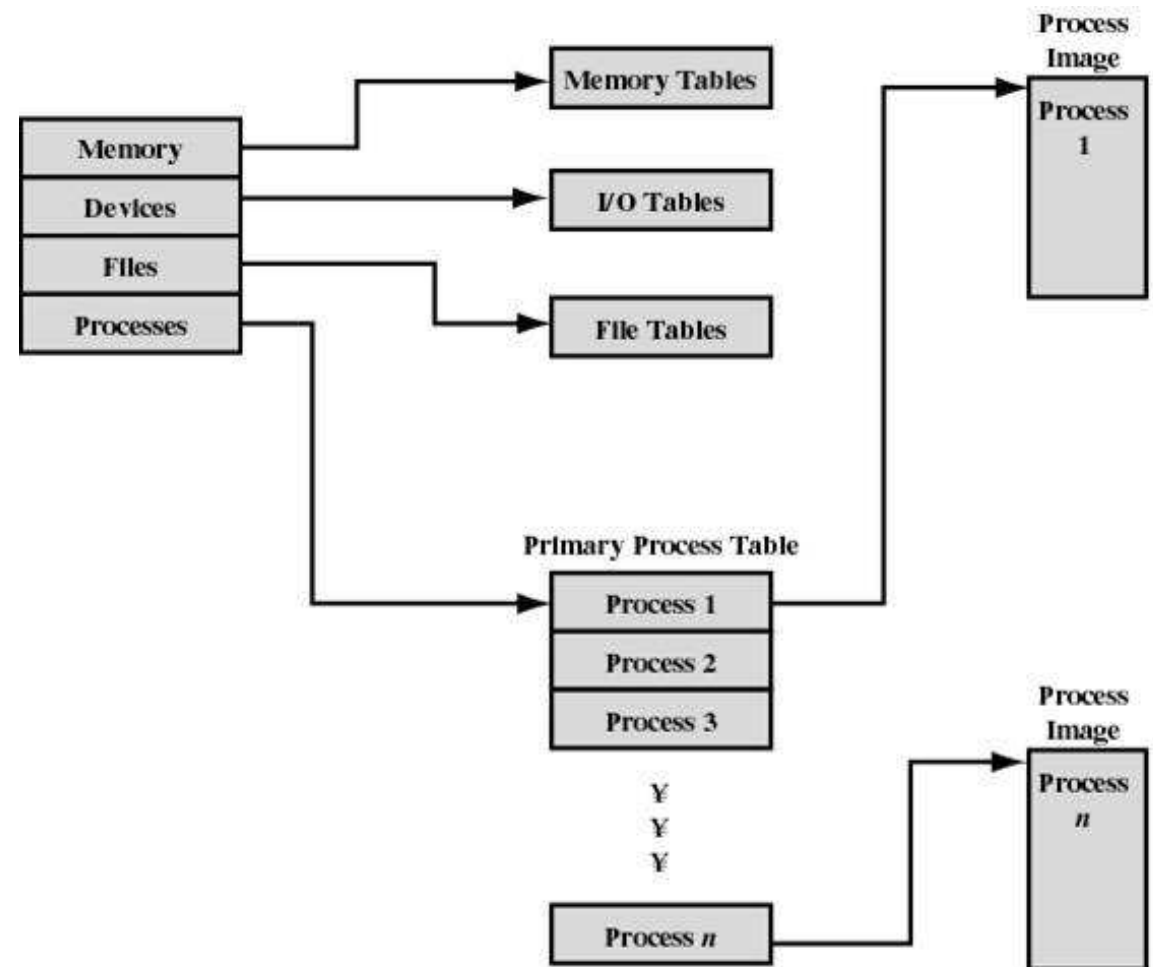 Memory
Devices
Files
Processes
Memory Tables
I/O Tables
File Tables
Primary Process Table
Process 1
Process 2
Process 3
¥
¥
¥
Process n
Process
Image
Process
1
Process
Image
Process
n